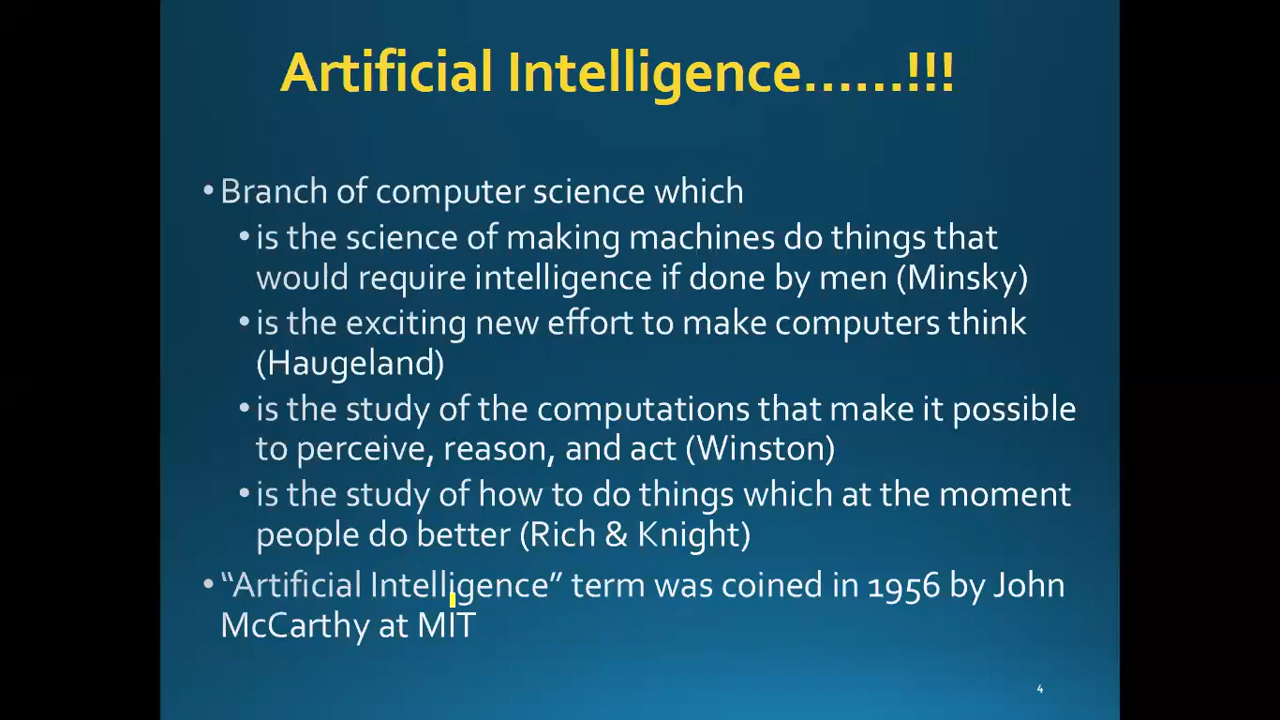 Artificial Intelligence......!!!
•Branch of computer science which
•is the science of making machines do things that
would require intelligence if done by men (Minsky)
•is the exciting new effort to make computers think
(Haugeland)
•is the study of the computations that make it possible
to perceive, reason, and act (Winston)
•is the study of how to do things which at the moment
people do better (Rich & Knight)
•“Artificial Intelligence” term was coined in 1956 by John
McCarthy at MIT
4